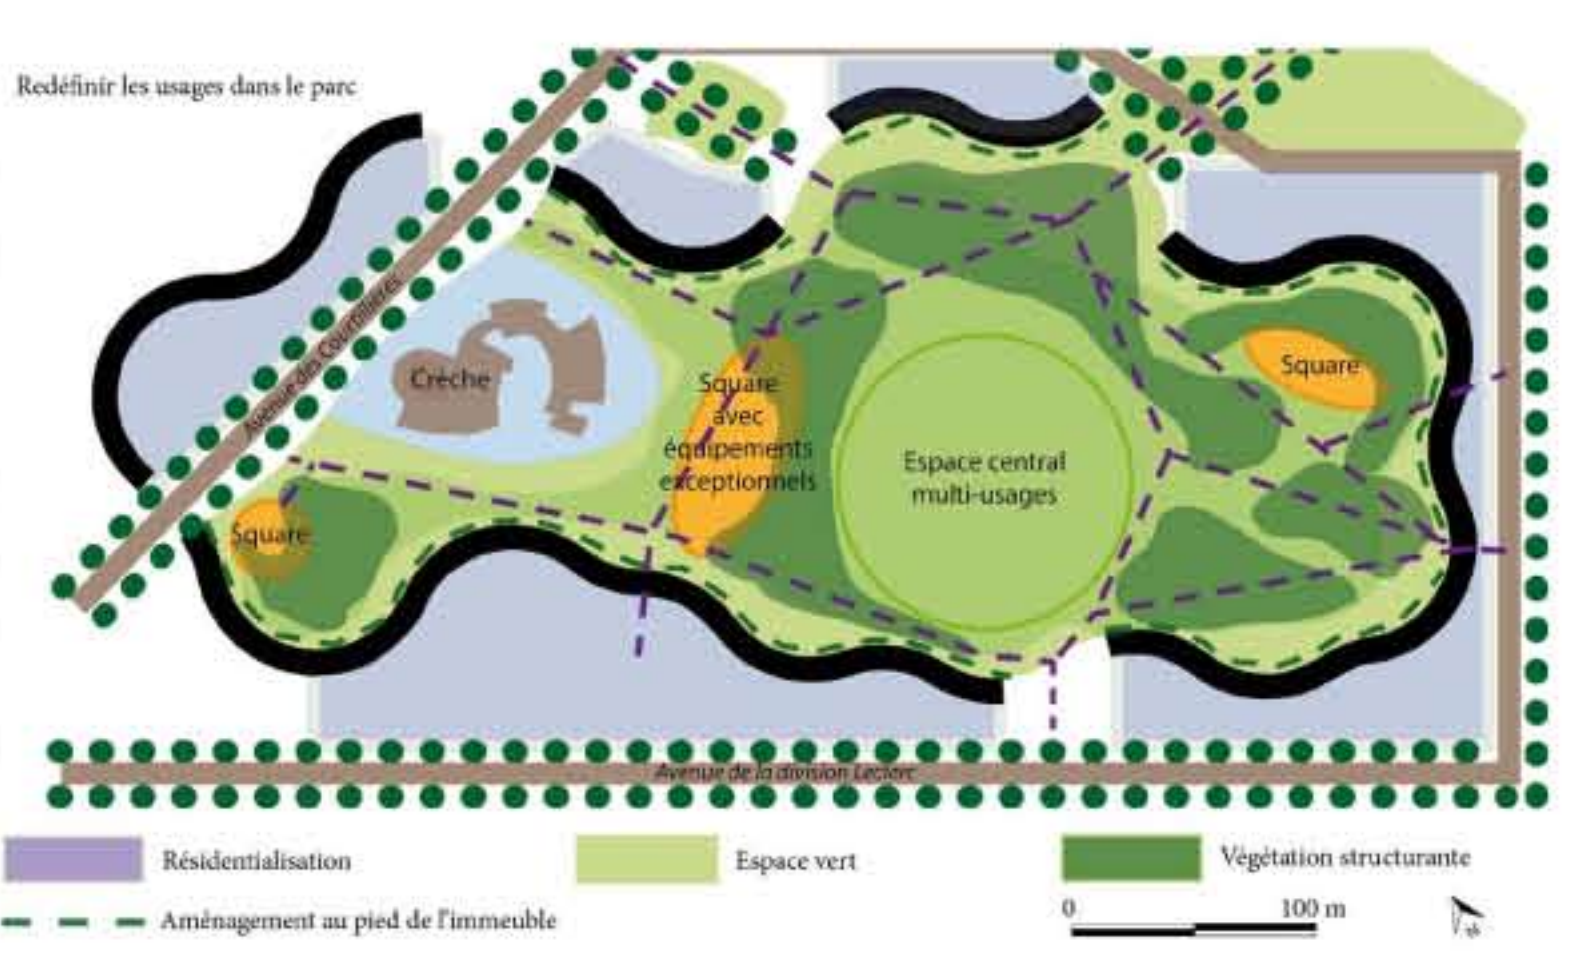 Redéfinir les usages dans le parc
Avenue des Courtillières
Crèche
Square
avec
équipements
exceptionnels
Square
Espace central
multi-usages
Square
Avenue de la division Leclerc
Résidentialisation
Espace vert
Végétation structurante
Aménagement au pied de l'immeuble
0
100 m